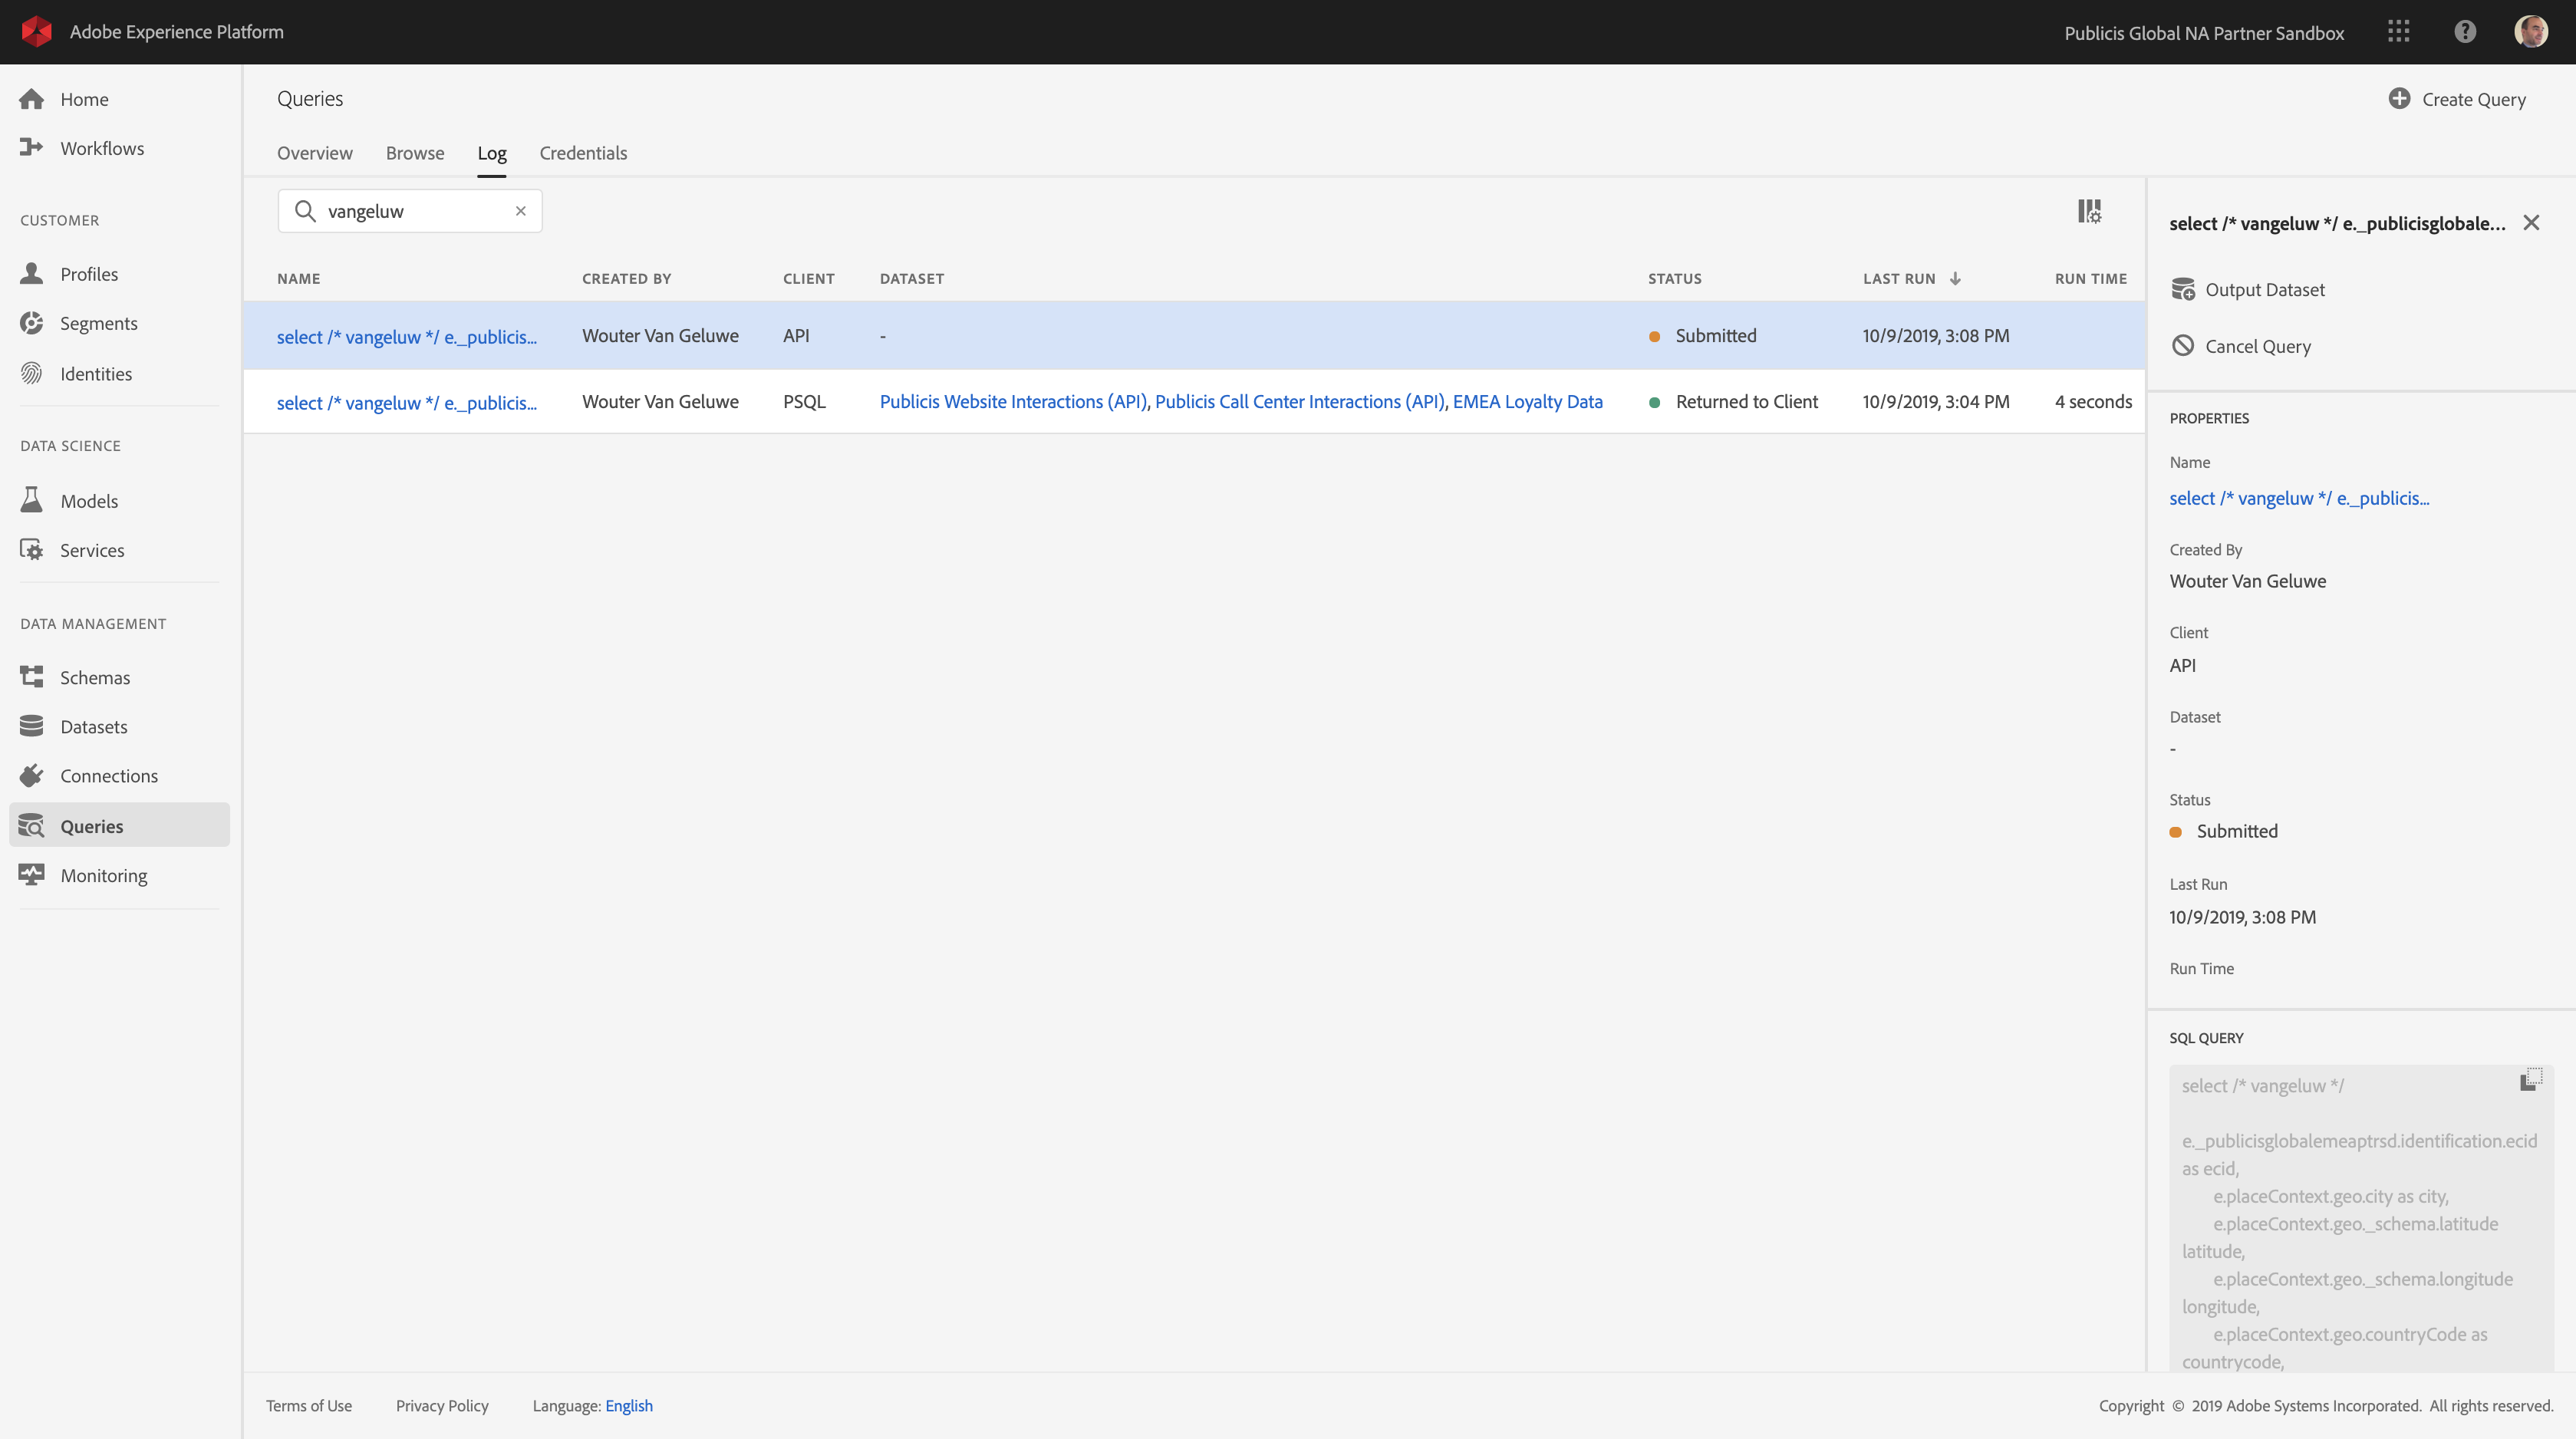 Adobe Experience Platform
Publicis Global NA Partner Sandbox
Home
Workflows
CUSTOMER
Profiles
Segments
Identities
DATA SCIENCE
Models
Services
DATA MANAGEMENT
Schemas
Datasets
Connections
Queries
Monitoring
Queries
Create Query
Overview Browse Log Credentials
vangeluw
NAME CREATED BY CLIENT DATASET STATUS LAST RUN RUN TIME
select /* vangeluw */ e._publicis... Wouter Van Geluwe API - Submitted 10/9/2019, 3:08 PM
select /* vangeluw */ e._publicis... Wouter Van Geluwe PSQL Publicis Website Interactions (API), Publicis Call Center Interactions (API), EMEA Loyalty Data Returned to Client 10/9/2019, 3:04 PM 4 seconds
select /* vangeluw */ e._publicisglobale...
Output Dataset
Cancel Query
PROPERTIES
Name
select /* vangeluw */ e._publicis...
Created By
Wouter Van Geluwe
Client
API
Dataset
-
Status
Submitted
Last Run
10/9/2019, 3:08 PM
Run Time
SQL QUERY
select /* vangeluw */
e._publicisglobalemeaptrsd.identification.ecid
as ecid,
e.placeContext.geo.city as city,
e.placeContext.geo._schema.latitude
latitude,
e.placeContext.geo._schema.longitude
longitude,
e.placeContext.geo.countryCode as
countrycode,
Terms of Use Privacy Policy Language: English
Copyright © 2019 Adobe Systems Incorporated. All rights reserved.